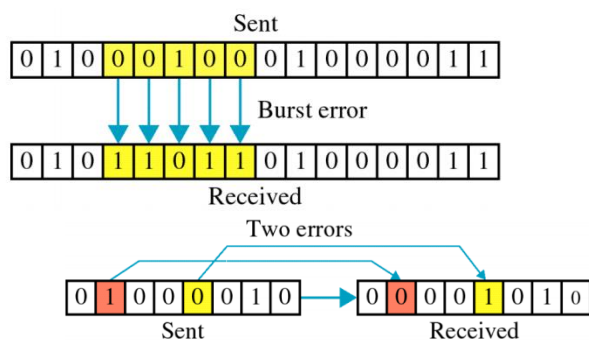 Sent
0 1 0 0 0 1 0 0 0 1 0 0 0 0 1 1
Burst error
0 1 0 1 1 0 1 1 0 1 0 0 0 0 1 1
Received
Two errors
0 1 0 0 0 0 1 0 0 0 0 0 1 0 1 0
Sent Received